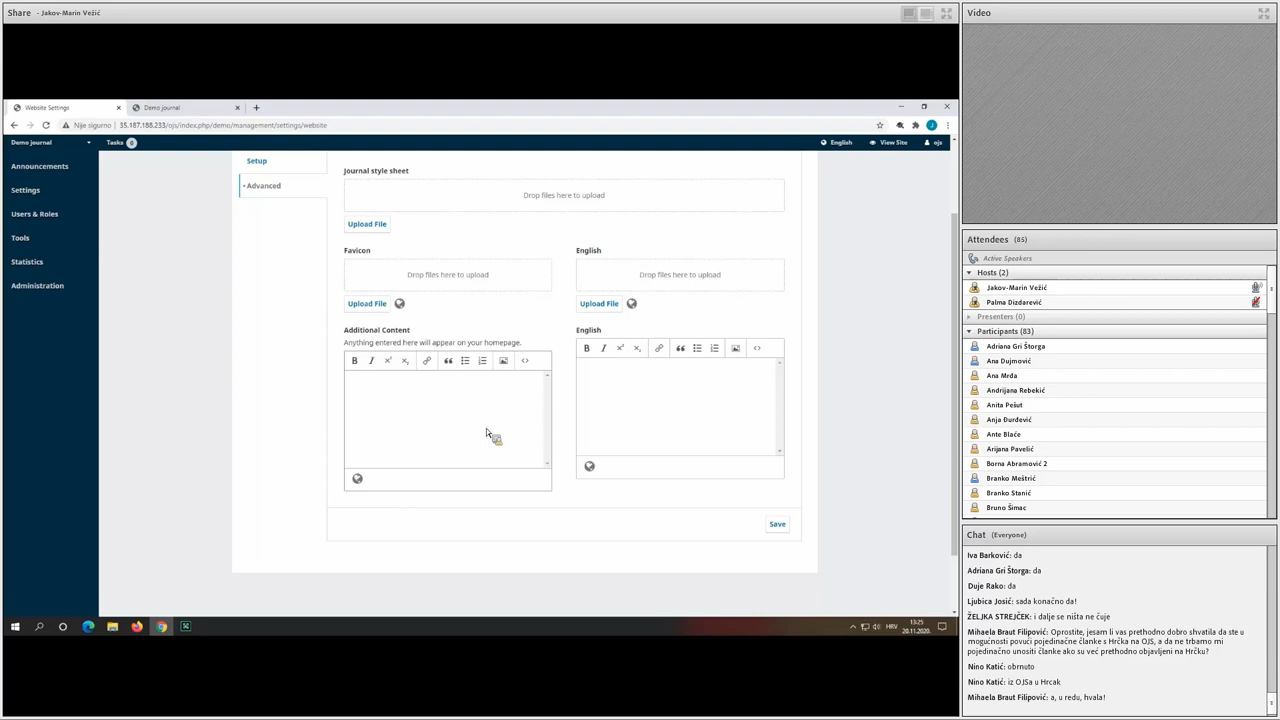 Share - Jakov-Marin Vežić
Website Settings
Demo journal
Nije sigurno
35.187.188.233/ojs/index.php/demo/management/settings/website
Demo journal
Tasks 0
English
View Site
ojs
Announcements
Settings
Users & Roles
Tools
Statistics
Administration
Setup
Advanced
Journal style sheet
Drop files here to upload
Upload File
Favicon
English
Drop files here to upload
Drop files here to upload
Upload File
Upload File
Additional Content
English
Anything entered here will appear on your homepage.
Save
HRV
13:25
20.11.2020.
Video
Attendees (85)
Active Speakers
Hosts (2)
Jakov-Marin Vežić
Palma Dizdarević
Presenters (0)
Participants (83)
Adriana Gri Štorga
Ana Dujmović
Ana Mrđa
Andrijana Rebekić
Anita Pešut
Anja Đurđević
Ante Blaće
Arijana Pavelić
Borna Abramović 2
Branko Meštrić
Branko Stanić
Bruno Šimac
Chat (Everyone)
Iva Barković: da
Adriana Gri Štorga: da
Duje Rako: da
Ljubica Josić: sada konačno da!
ŽELJKA STREJČEK: i dalje se ništa ne čuje
Mihaela Braut Filipović: Oprostite, jesam li vas prethodno dobro shvatila da ste u
mogućnosti povući pojedinačne članke s Hrčka na OJS, a da ne trbamo mi
pojedinačno unositi članke ako su već prethodno objavljeni na Hrčku?
Nino Katić: obrnuto
Nino Katić: iz OJSa u Hrcak
Mihaela Braut Filipović: a, u redu, hvala!